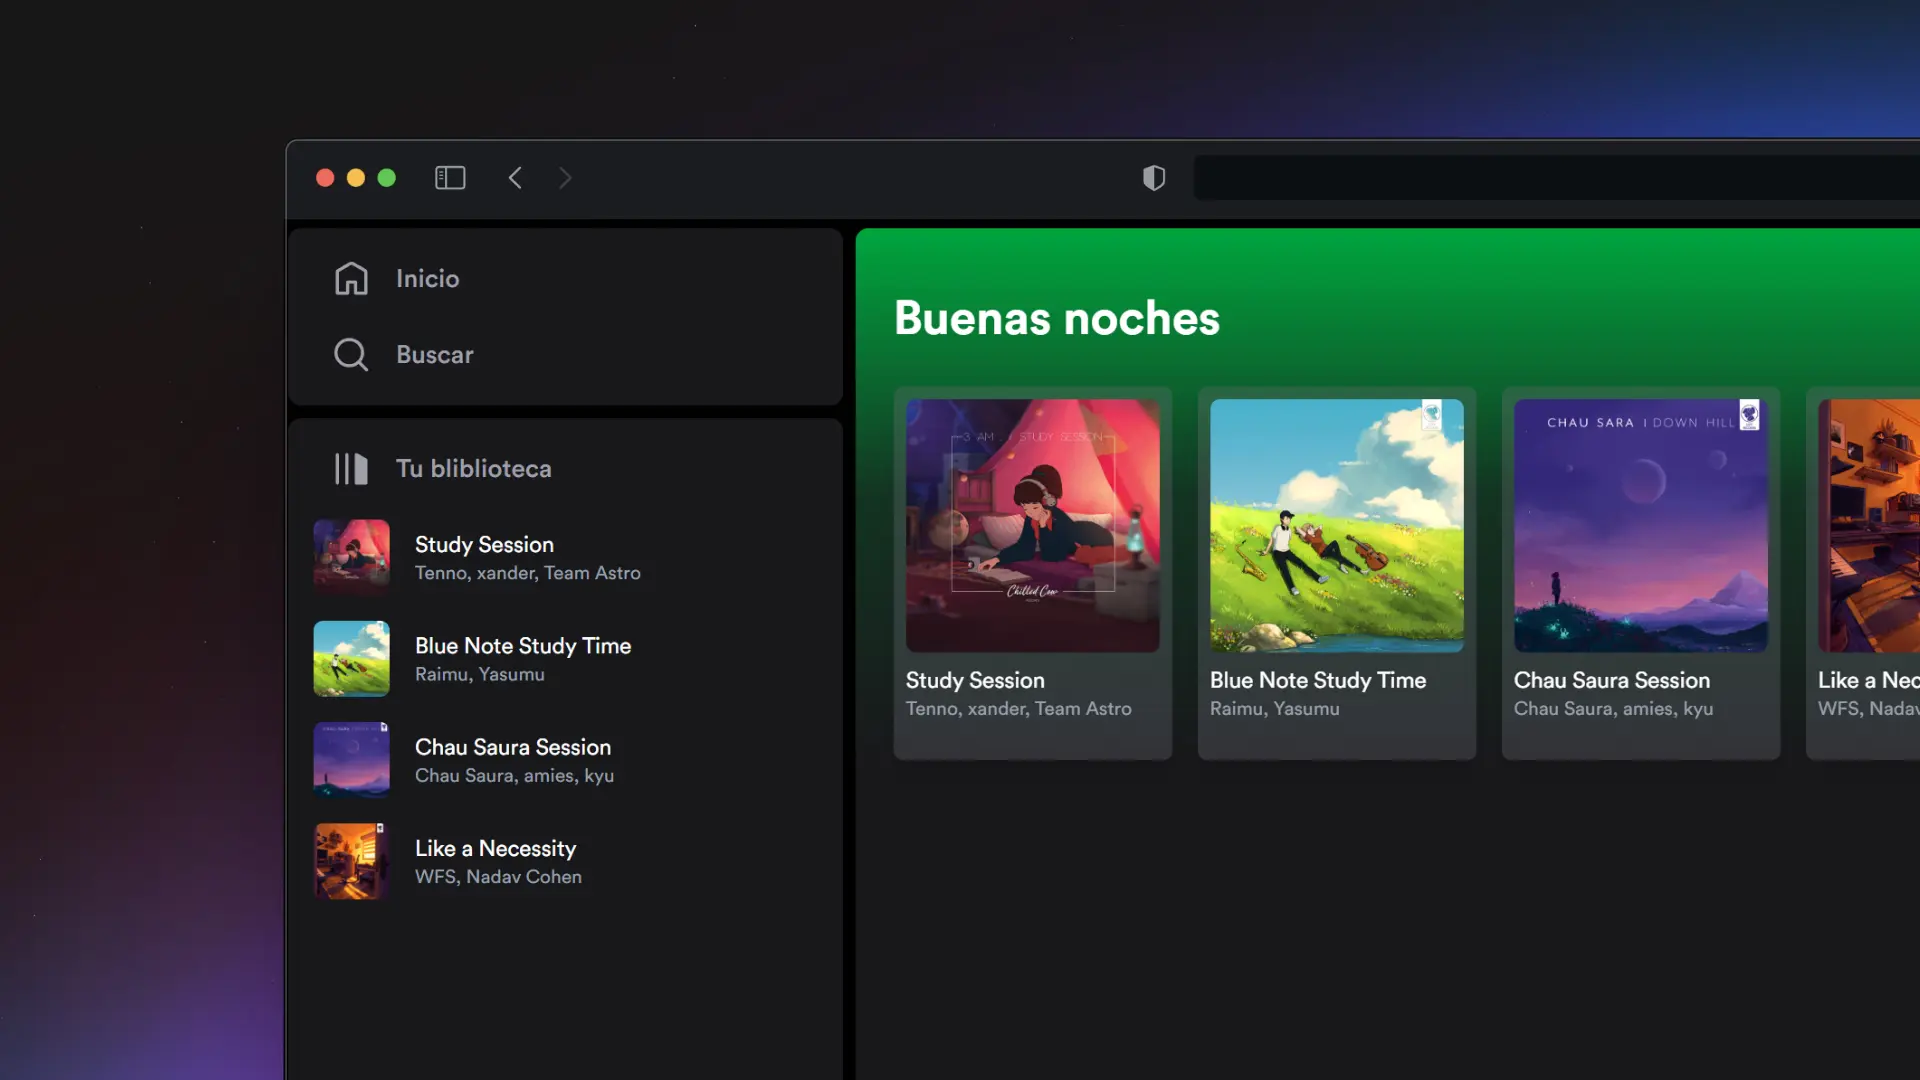 Inicio
Buscar
Tu bliblioteca
Study Session
Tenno, xander, Team Astro
Blue Note Study Time
Raimu, Yasumu
Chau Saura Session
Chau Saura, amies, kyu
Like a Necessity
WFS, Nadav Cohen
Buenas noches
3 AM
STUDY SESSION
Chilled Cow
Study Session
Tenno, xander, Team Astro
Blue Note Study Time
Raimu, Yasumu
CHAU SARA I DOWN HILL
Chau Saura Session
Chau Saura, amies, kyu
Like a Nec
WFS, Nadav